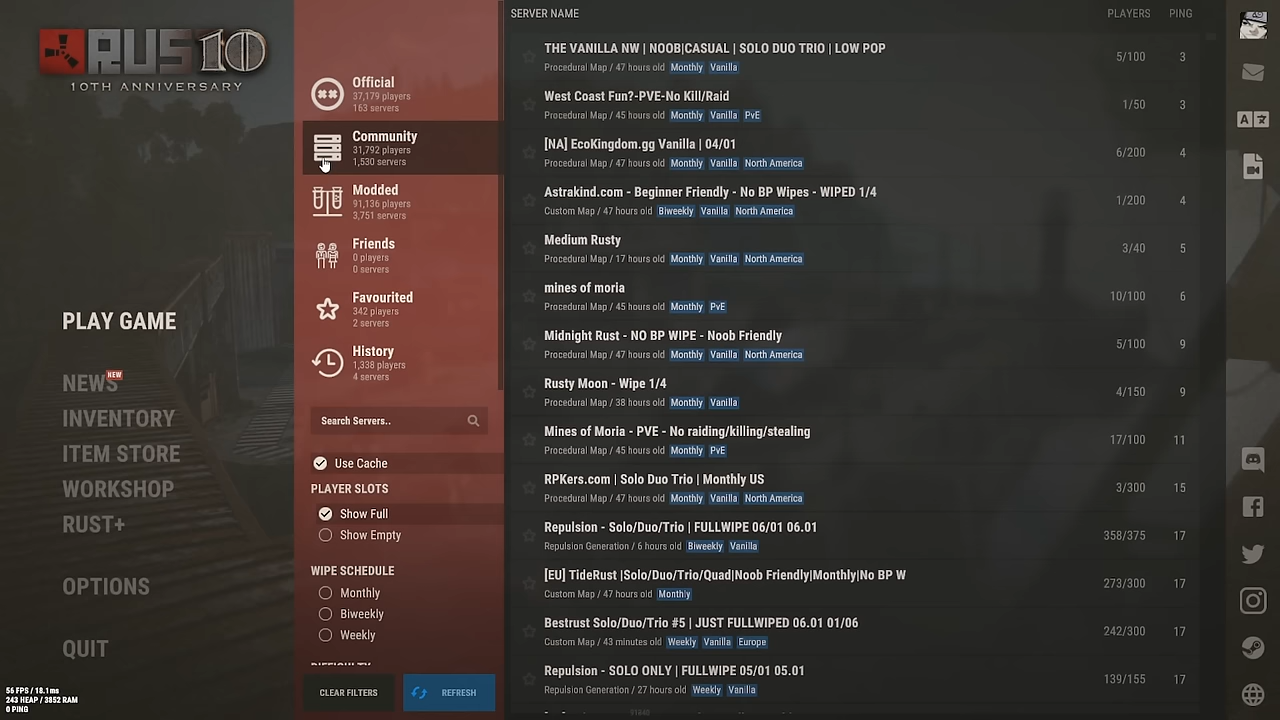 RUS 10
10TH ANNIVERSARY
PLAY GAME
NEWS NEW
INVENTORY
ITEM STORE
WORKSHOP
RUST+
OPTIONS
QUIT
56 FPS / 18.1ms
243 HEAP / 3852 RAM
0 PING
Official
37,179 players
163 servers
Community
31,792 players
1,530 servers
Modded
91,136 players
3,751 servers
Friends
0 players
0 servers
Favourited
342 players
2 servers
History
1,338 players
4 servers
Search Servers..
Use Cache
PLAYER SLOTS
Show Full
Show Empty
WIPE SCHEDULE
Monthly
Biweekly
Weekly
CLEAR FILTERS
REFRESH
SERVER NAME PLAYERS PING
THE VANILLA NW | NOOB|CASUAL | SOLO DUO TRIO | LOW POP 5/100 3
Procedural Map / 47 hours old Monthly Vanilla
West Coast Fun?-PVE-No Kill/Raid 1/50 3
Procedural Map / 45 hours old Monthly Vanilla PvE
[NA] EcoKingdom.gg Vanilla | 04/01 6/200 4
Procedural Map / 47 hours old Monthly Vanilla North America
Astrakind.com - Beginner Friendly - No BP Wipes - WIPED 1/4 1/200 4
Custom Map / 47 hours old Biweekly Vanilla North America
Medium Rusty 3/40 5
Procedural Map / 17 hours old Monthly Vanilla North America
mines of moria 10/100 6
Procedural Map / 45 hours old Monthly PvE
Midnight Rust - NO BP WIPE - Noob Friendly 5/100 9
Procedural Map / 47 hours old Monthly Vanilla North America
Rusty Moon - Wipe 1/4 4/150 9
Procedural Map / 38 hours old Monthly Vanilla
Mines of Moria - PVE - No raiding/killing/stealing 17/100 11
Procedural Map / 45 hours old Monthly PvE
RPKers.com | Solo Duo Trio | Monthly US 3/300 15
Procedural Map / 47 hours old Monthly Vanilla North America
Repulsion - Solo/Duo/Trio | FULLWIPE 06/01 06.01 358/375 17
Repulsion Generation / 6 hours old Biweekly Vanilla
[EU] TideRust |Solo/Duo/Trio/Quad|Noob Friendly|Monthly|No BP W 273/300 17
Custom Map / 47 hours old Monthly
Bestrust Solo/Duo/Trio #5 | JUST FULLWIPED 06.01 01/06 242/300 17
Custom Map / 43 minutes old Weekly Vanilla Europe
Repulsion - SOLO ONLY | FULLWIPE 05/01 05.01 139/155 17
Repulsion Generation / 27 hours old Weekly Vanilla